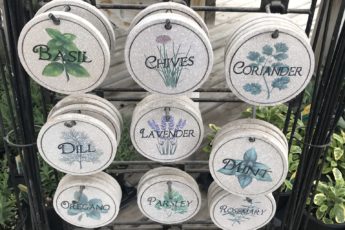 BASIL
CHIVES
CORIANDER
DILL
LAVENDER
MINT
OREGANO
PARSLEY
ROSEMARY